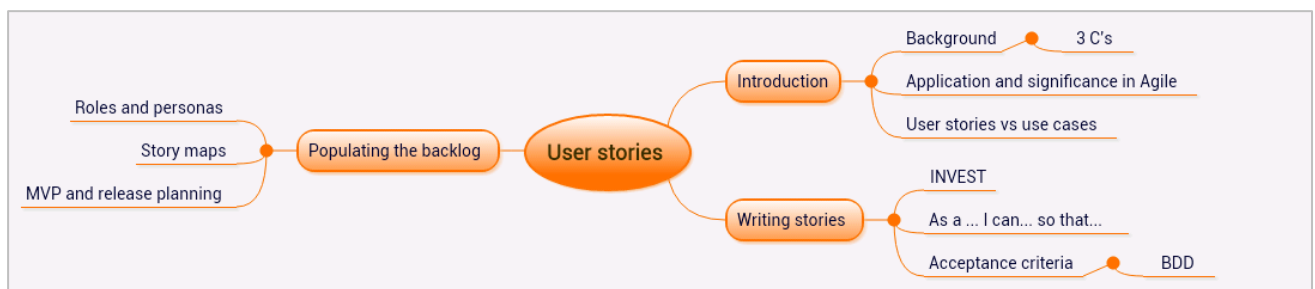 User stories
Introduction
Background
3 C's
Application and significance in Agile
User stories vs use cases
Writing stories
INVEST
As a ... I can... so that...
Acceptance criteria
BDD
Populating the backlog
Roles and personas
Story maps
MVP and release planning